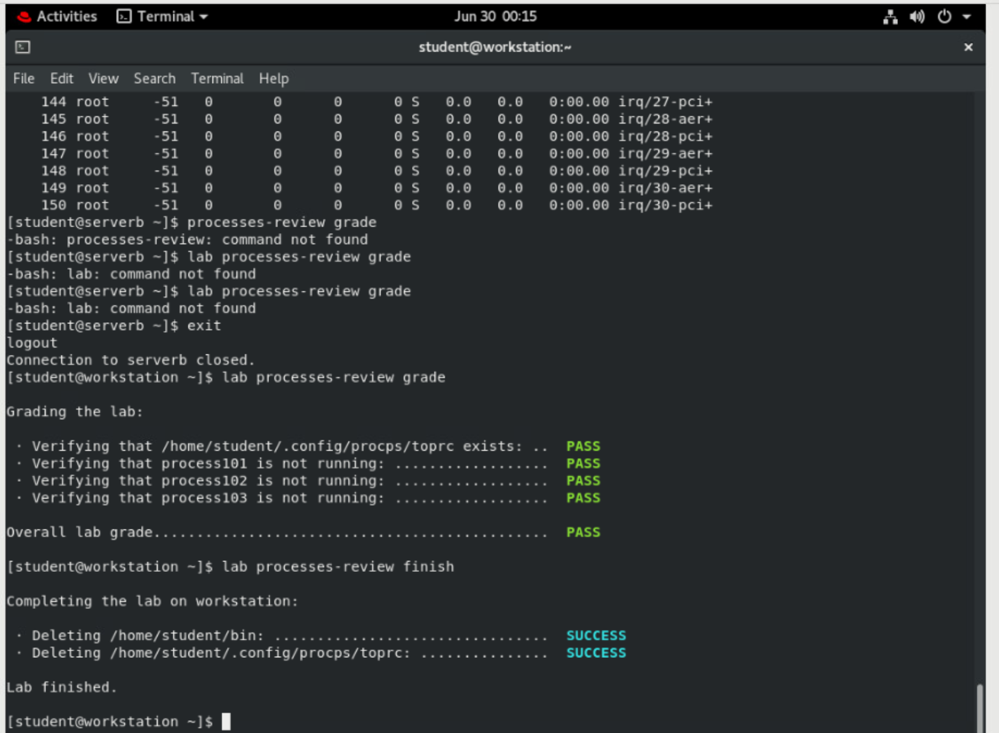 Activities Terminal Jun 30 00:15
student@workstation:~ ×
File Edit View Search Terminal Help
144 root -51 0 0 0 0 S 0.0 0.0 0:00.00 irq/27-pci+
145 root -51 0 0 0 0 S 0.0 0.0 0:00.00 irq/28-aer+
146 root -51 0 0 0 0 S 0.0 0.0 0:00.00 irq/28-pci+
147 root -51 0 0 0 0 S 0.0 0.0 0:00.00 irq/29-aer+
148 root -51 0 0 0 0 S 0.0 0.0 0:00.00 irq/29-pci+
149 root -51 0 0 0 0 S 0.0 0.0 0:00.00 irq/30-aer+
150 root -51 0 0 0 0 S 0.0 0.0 0:00.00 irq/30-pci+
[student@serverb ~]$ processes-review grade
-bash: processes-review: command not found
[student@serverb ~]$ lab processes-review grade
-bash: lab: command not found
[student@serverb ~]$ lab processes-review grade
-bash: lab: command not found
[student@serverb ~]$ exit
logout
Connection to serverb closed.
[student@workstation ~]$ lab processes-review grade
Grading the lab:
· Verifying that /home/student/.config/procps/toprc exists: .. PASS
· Verifying that process101 is not running: .................. PASS
· Verifying that process102 is not running: .................. PASS
· Verifying that process103 is not running: .................. PASS
Overall lab grade.............................................. PASS
[student@workstation ~]$ lab processes-review finish
Completing the lab on workstation:
· Deleting /home/student/bin: ................................ SUCCESS
· Deleting /home/student/.config/procps/toprc: ............... SUCCESS
Lab finished.
[student@workstation ~]$